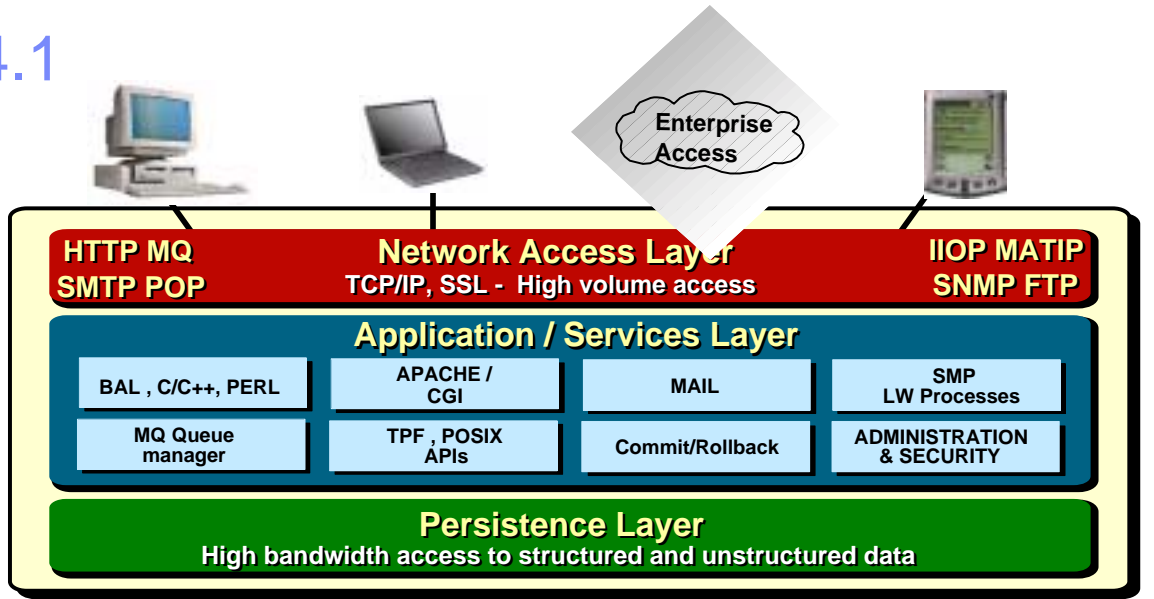 4.1
Enterprise
Access
HTTP MQ
SMTP POP
Network Access Layer
TCP/IP, SSL - High volume access
IIOP MATIP
SNMP FTP
Application / Services Layer
BAL , C/C++, PERL
APACHE /
CGI
MAIL
SMP
LW Processes
MQ Queue
manager
TPF , POSIX
APIs
Commit/Rollback
ADMINISTRATION
& SECURITY
Persistence Layer
High bandwidth access to structured and unstructured data